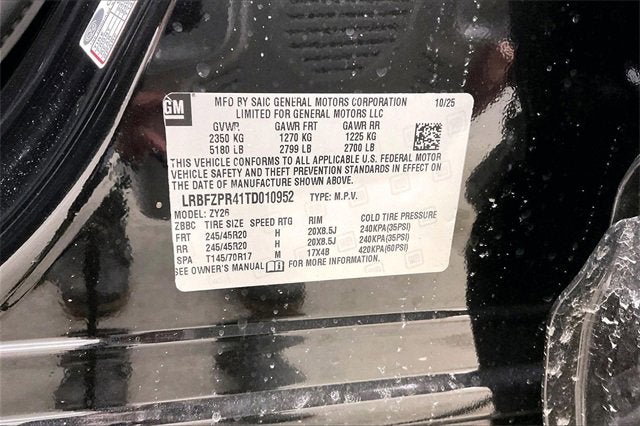 GM
MFD BY SAIC GENERAL MOTORS CORPORATION 10/25
LIMITED FOR GENERAL MOTORS LLC
GVWR GAWR FRT GAWR RR
2350 KG 1270 KG 1225 KG
5180 LB 2799 LB 2700 LB
THIS VEHICLE CONFORMS TO ALL APPLICABLE U.S. FEDERAL MOTOR
VEHICLE SAFETY AND THEFT PREVENTION STANDARDS IN EFFECT ON
THE DATE OF MANUFACTURE SHOWN ABOVE.
LRBFZPR41TD010952 TYPE: M.P.V.
MODEL: ZY26
ZBBC TIRE SIZE SPEED RTG RIM COLD TIRE PRESSURE
FRT 245/45R20 H 20X8.5J 240KPA(35PSI)
RR 245/45R20 H 20X8.5J 240KPA(35PSI)
SPA T145/70R17 M 17X4B 420KPA(60PSI)
SEE OWNER'S MANUAL FOR MORE INFORMATION.